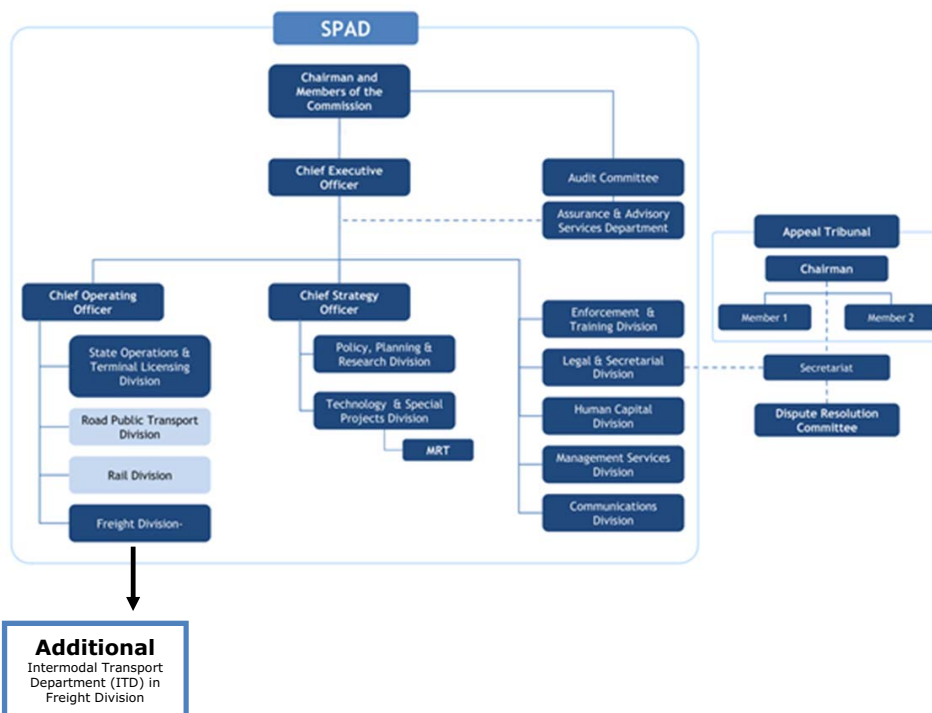 SPAD
Chairman and
Members of the
Commission
Chief Executive
Officer
Audit Committee
Assurance & Advisory
Services Department
Appeal Tribunal
Chairman
Member 1
Member 2
Secretariat
Dispute Resolution
Committee
Chief Operating
Officer
State Operations &
Terminal Licensing
Division
Road Public Transport
Division
Rail Division
Freight Division-
Chief Strategy
Officer
Policy, Planning &
Research Division
Technology & Special
Projects Division
MRT
Enforcement &
Training Division
Legal & Secretarial
Division
Human Capital
Division
Management Services
Division
Communications
Division
Additional
Intermodal Transport
Department (ITD) in
Freight Division